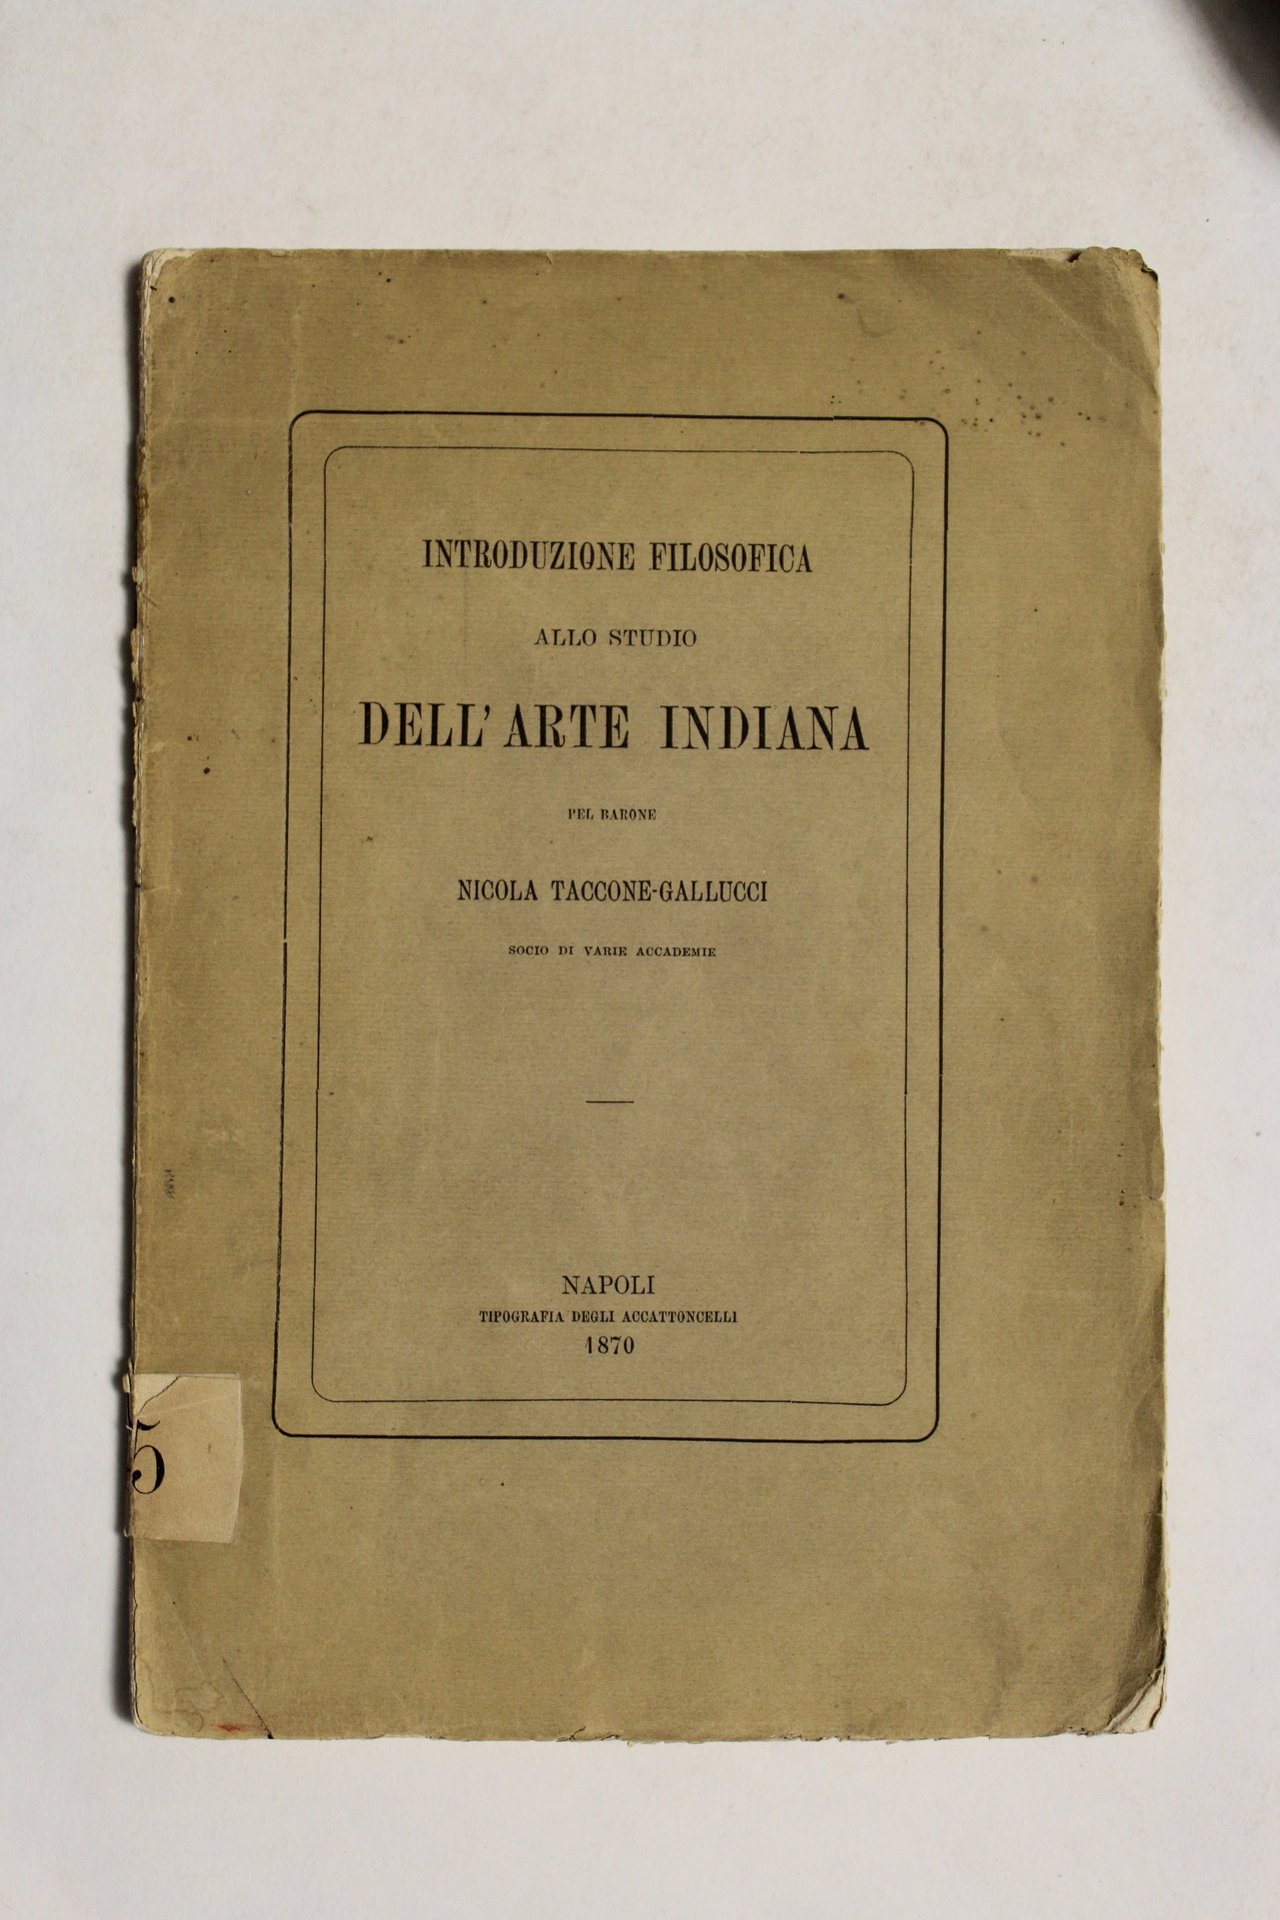 INTRODUZIONE FILOSOFICA
ALLO STUDIO
DELL'ARTE INDIANA
PEL BARONE
NICOLA TACCONE-GALLUCCI
SOCIO DI VARIE ACCADEMIE
NAPOLI
TIPOGRAFIA DEGLI ACCATTONCELLI
1870
5